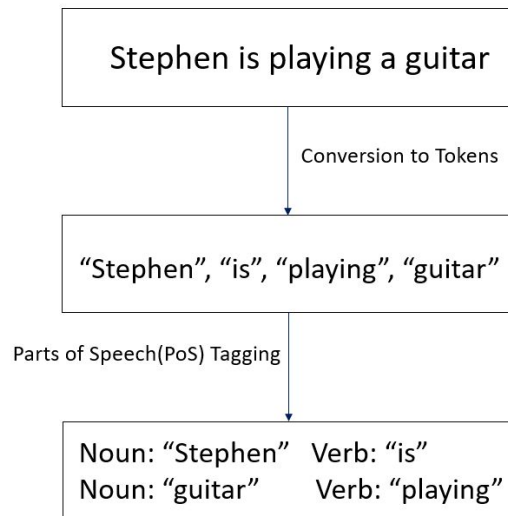 Stephen is playing a guitar
Conversion to Tokens
“Stephen”, “is”, “playing”, “guitar”
Parts of Speech(PoS) Tagging
Noun: “Stephen” Verb: “is”
Noun: “guitar” Verb: “playing”